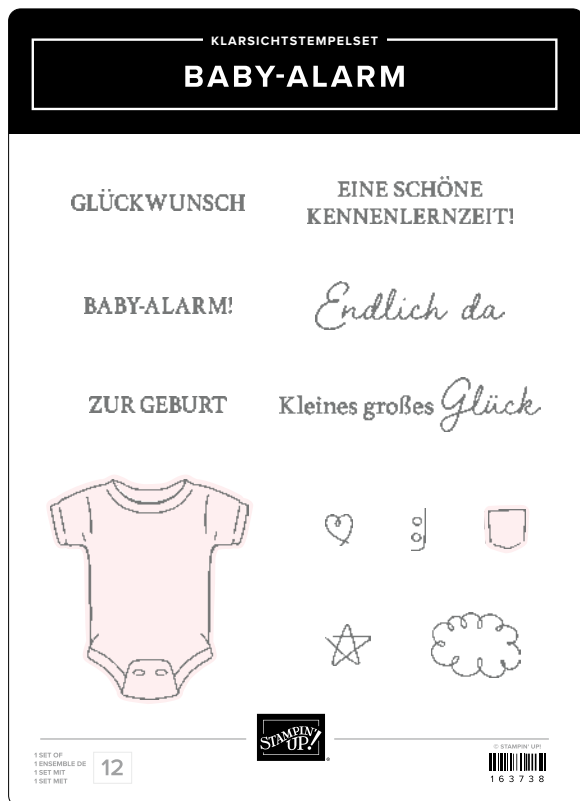 KLARSICHTSTEMPELSET
BABY-ALARM
GLÜCKWUNSCH
EINE SCHÖNE
KENNENLERNZEIT!
BABY-ALARM!
Endlich da
ZUR GEBURT
Kleines großes Glück
STAMPIN' UP!®
1 SET OF
1 ENSEMBLE DE
1 SET MIT
1 SET MET
12
© STAMPIN' UP!
163738